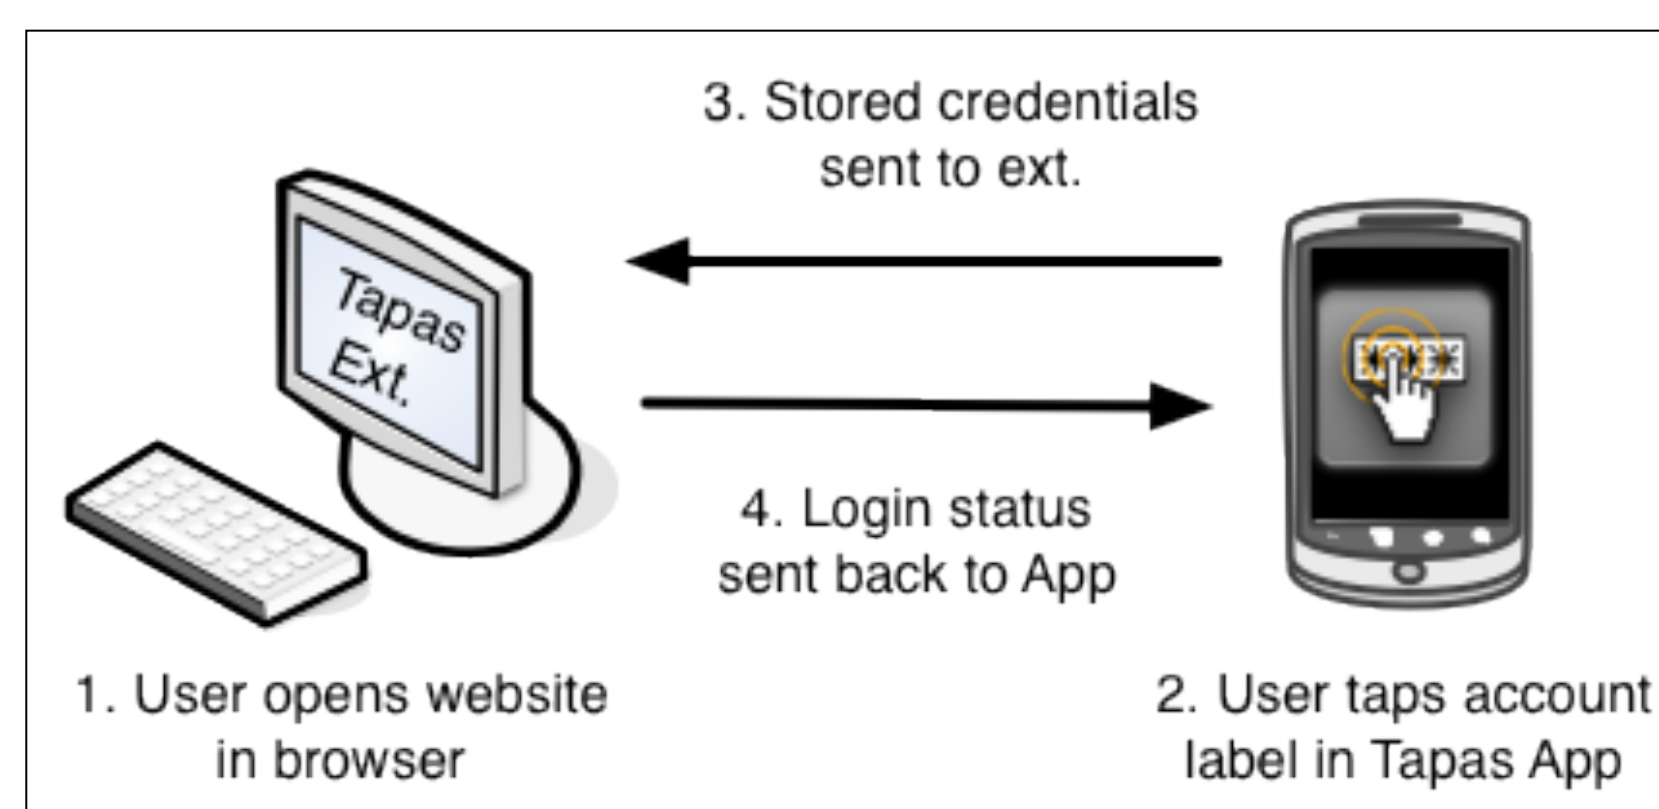 3. Stored credentials
sent to ext.
Tapas
Ext.
4. Login status
sent back to App
1. User opens website
in browser
2. User taps account
label in Tapas App